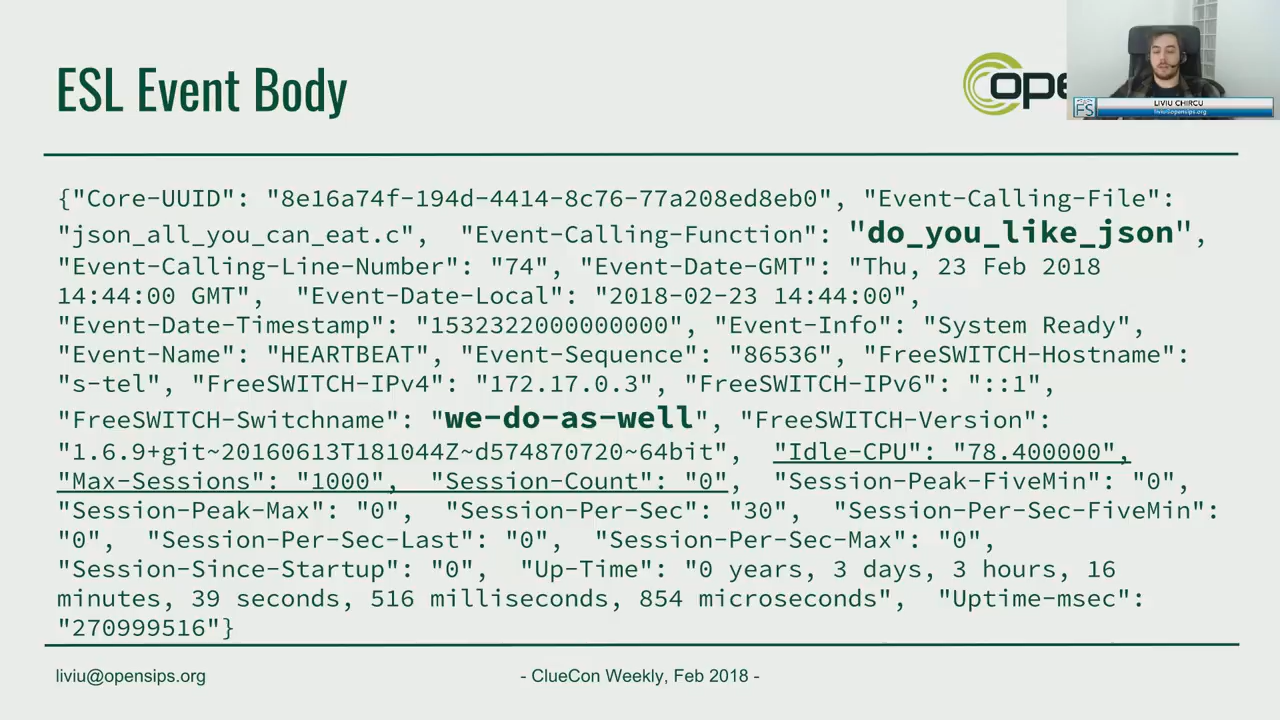 ESL Event Body
ope
FS
LIVIU CHIRCU
liviu@opensips.org
{"Core-UUID": "8e16a74f-194d-4414-8c76-77a208ed8eb0", "Event-Calling-File":
"json_all_you_can_eat.c", "Event-Calling-Function": "do_you_like_json",
"Event-Calling-Line-Number": "74", "Event-Date-GMT": "Thu, 23 Feb 2018
14:44:00 GMT", "Event-Date-Local": "2018-02-23 14:44:00",
"Event-Date-Timestamp": "1532322000000000", "Event-Info": "System Ready",
"Event-Name": "HEARTBEAT", "Event-Sequence": "86536", "FreeSWITCH-Hostname":
"s-tel", "FreeSWITCH-IPv4": "172.17.0.3", "FreeSWITCH-IPv6": "::1",
"FreeSWITCH-Switchname": "we-do-as-well", "FreeSWITCH-Version":
"1.6.9+git~20160613T181044Z~d574870720~64bit", "Idle-CPU": "78.400000",
"Max-Sessions": "1000", "Session-Count": "0", "Session-Peak-FiveMin": "0",
"Session-Peak-Max": "0", "Session-Per-Sec": "30", "Session-Per-Sec-FiveMin":
"0", "Session-Per-Sec-Last": "0", "Session-Per-Sec-Max": "0",
"Session-Since-Startup": "0", "Up-Time": "0 years, 3 days, 3 hours, 16
minutes, 39 seconds, 516 milliseconds, 854 microseconds", "Uptime-msec":
"270999516"}
liviu@opensips.org
- ClueCon Weekly, Feb 2018 -